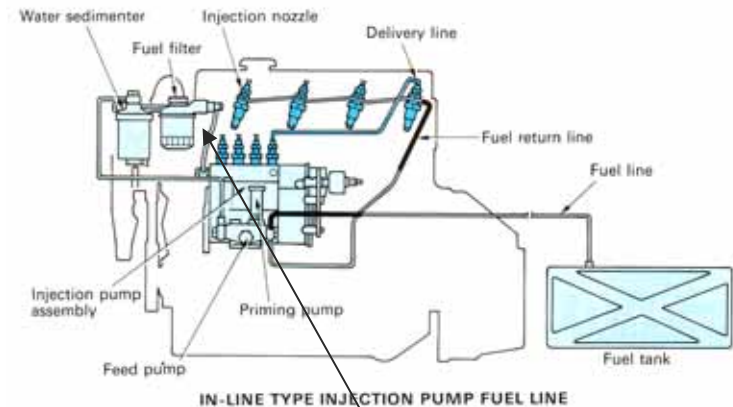 Water sedimenter
Injection nozzle
Delivery line
Fuel filter
Fuel return line
Fuel line
Injection pump
assembly
Priming pump
Feed pump
Fuel tank
IN-LINE TYPE INJECTION PUMP FUEL LINE